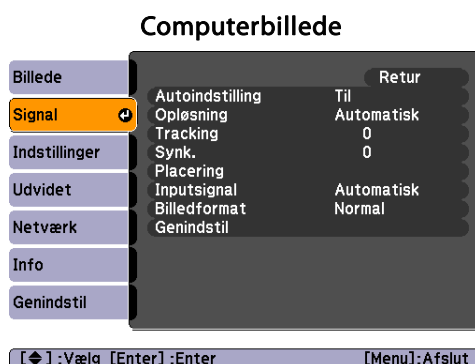 Computerbillede
Billede
Signal
Indstillinger
Udvidet
Netværk
Info
Genindstil
Retur
Autoindstilling Til
Opløsning Automatisk
Tracking 0
Synk. 0
Placering
Inputsignal Automatisk
Billedformat Normal
Genindstil
[◆] :Vælg [Enter] :Enter [Menu]:Afslut